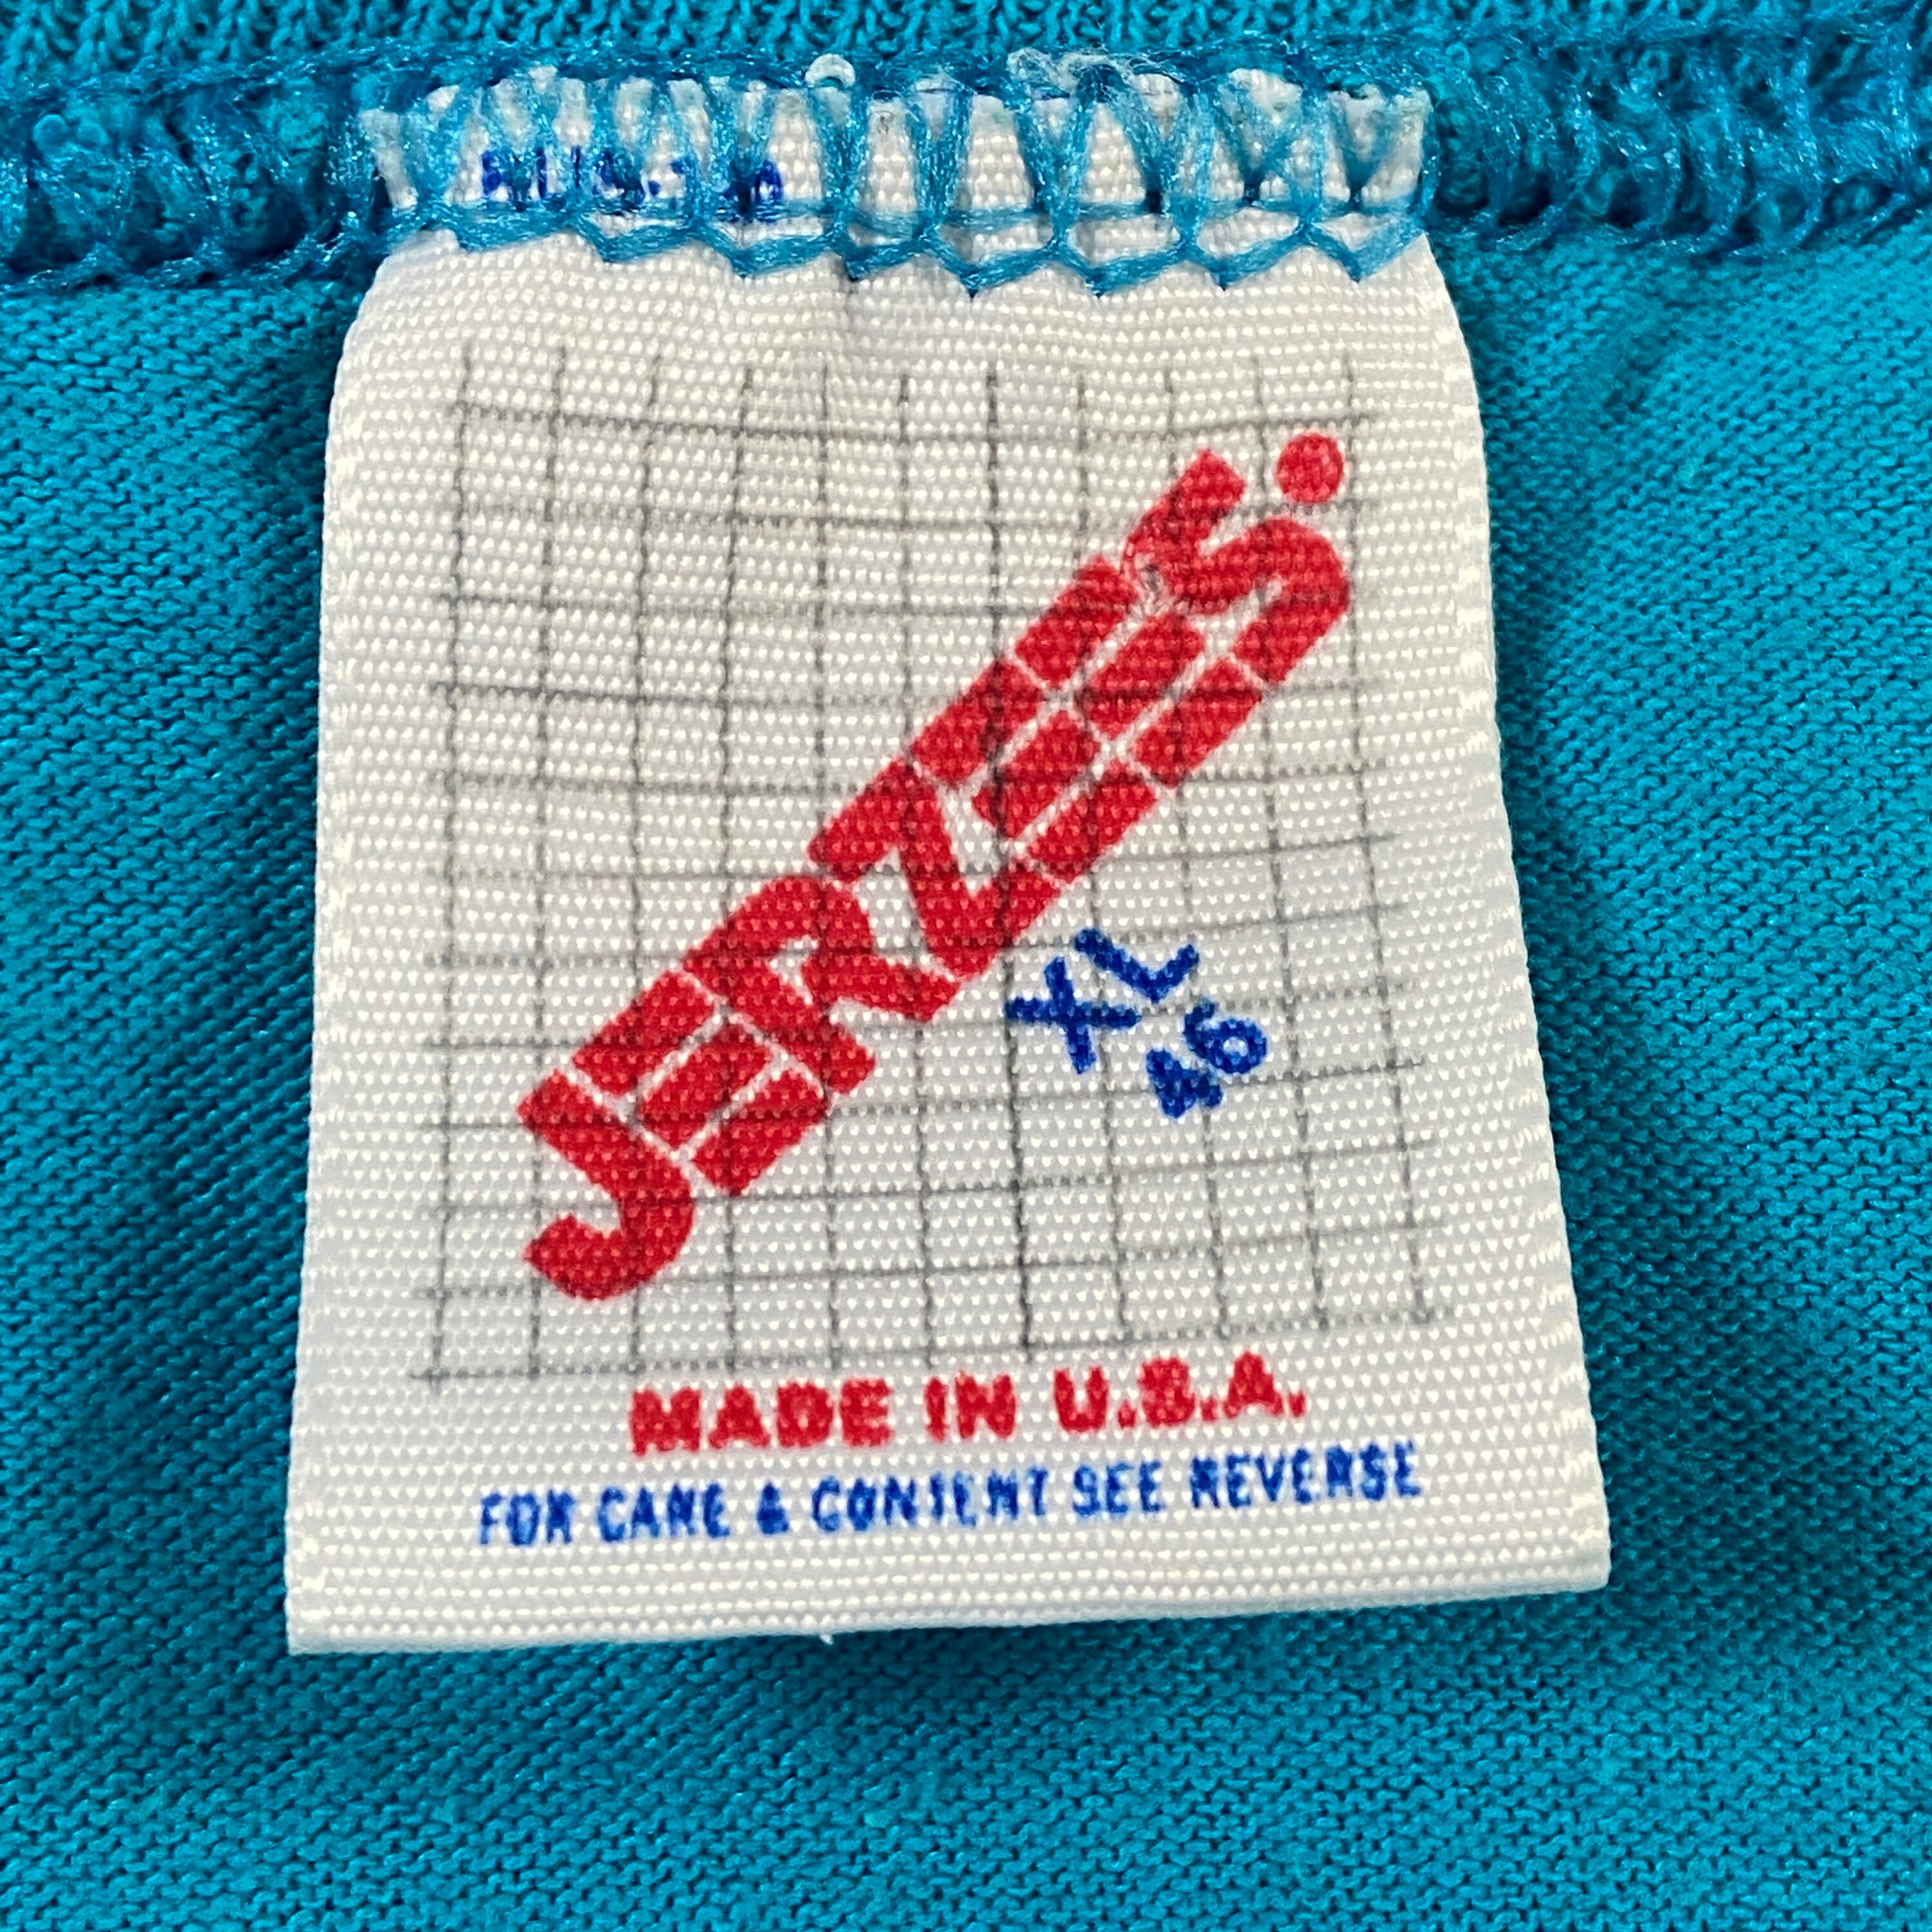 JERZEES.
XL
46
MADE IN U.S.A.
FOR CARE & CONTENT SEE REVERSE